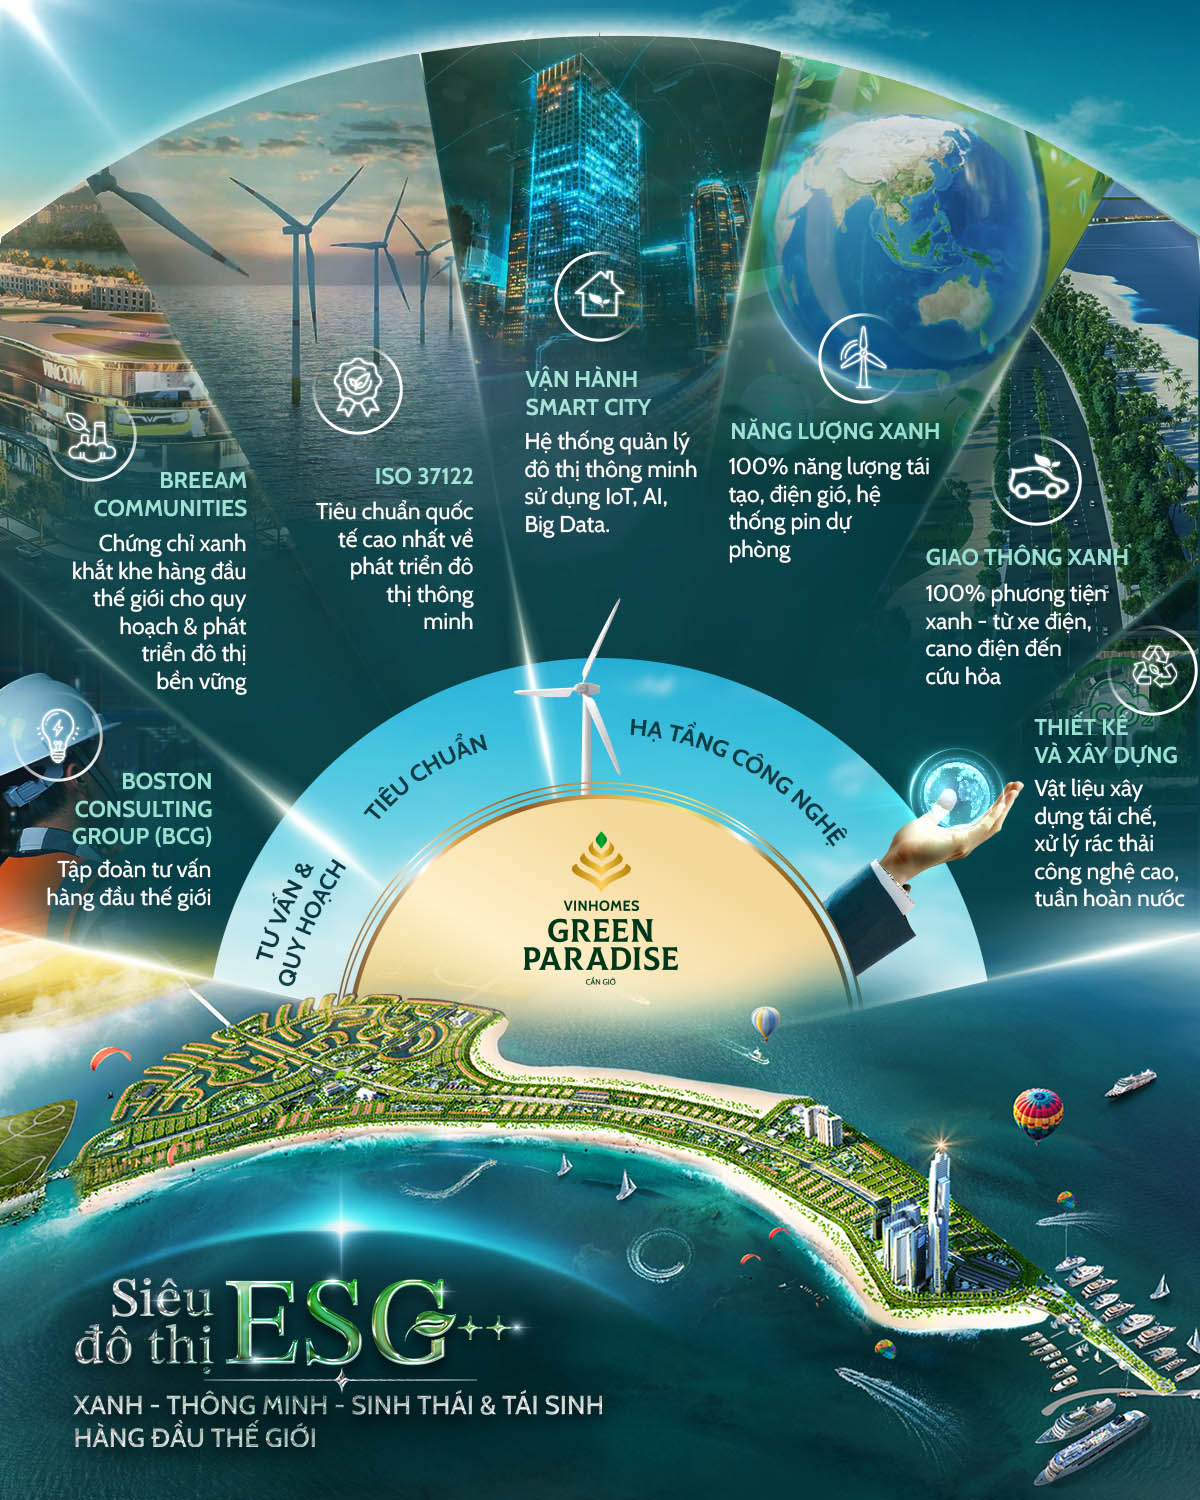 VINCOM
BREEAM
COMMUNITIES
Chứng chỉ xanh
khắt khe hàng đầu
thế giới cho quy
hoạch & phát
triển đô thị
bền vững
ISO 37122
Tiêu chuẩn quốc
tế cao nhất về
phát triển đô
thị thông
minh
VẬN HÀNH
SMART CITY
Hệ thống quản lý
đô thị thông minh
sử dụng IoT, AI,
Big Data.
NĂNG LƯỢNG XANH
100% năng lượng tái
tạo, điện gió, hệ
thống pin dự
phòng
GIAO THÔNG XANH
100% phương tiện
xanh - từ xe điện,
cano điện đến
cứu hỏa
CO2
THIẾT KẾ
VÀ XÂY DỰNG
Vật liệu xây
dựng tái chế,
xử lý rác thải
công nghệ cao,
tuần hoàn nước
BOSTON
CONSULTING
GROUP (BCG)
Tập đoàn tư vấn
hàng đầu thế giới
TƯ VẤN &
QUY HOẠCH
TIÊU CHUẨN
HẠ TẦNG CÔNG NGHỆ
VINHOMES
GREEN
PARADISE
CẦN GIỜ
Siêu
đô thị ESG++
XANH - THÔNG MINH - SINH THÁI & TÁI SINH
HÀNG ĐẦU THẾ GIỚI